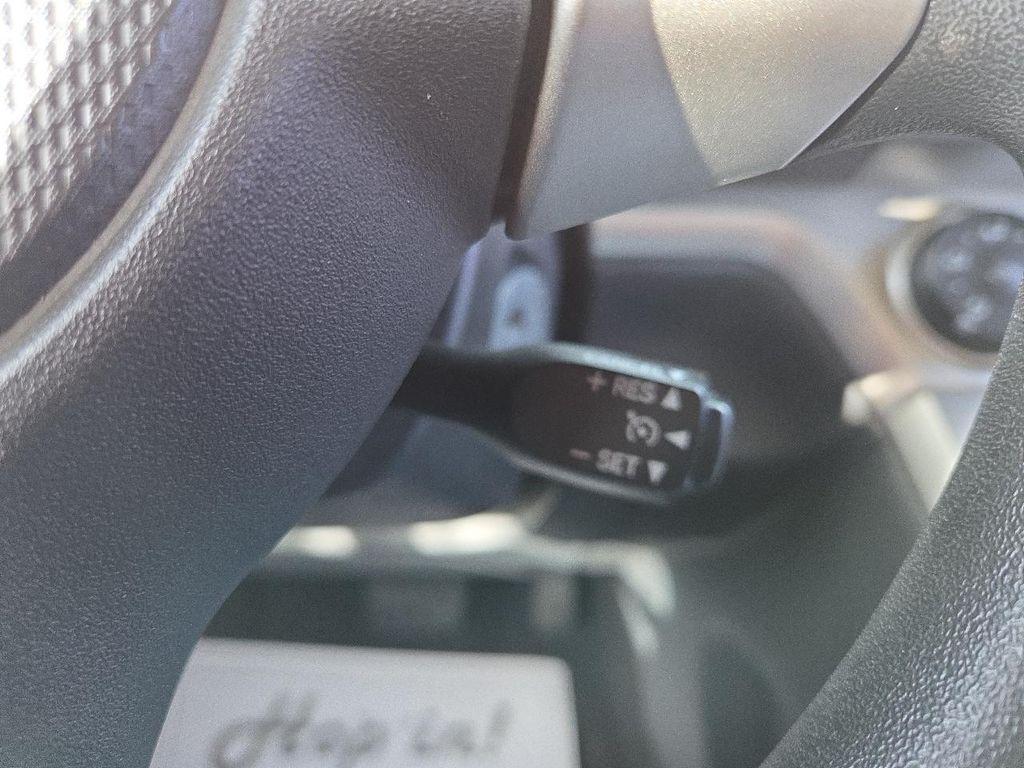 + RES ▲
◄
− SET ▼
Hop in!